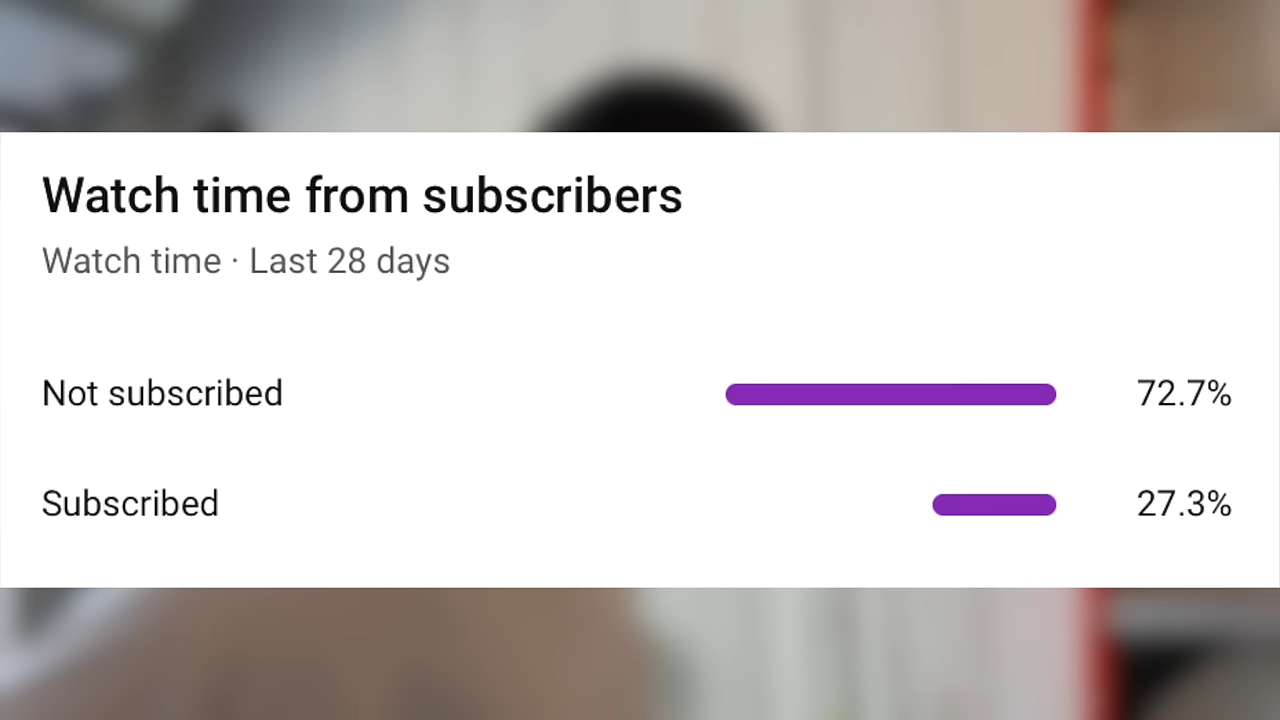 Watch time from subscribers
Watch time · Last 28 days
Not subscribed 72.7%
Subscribed 27.3%